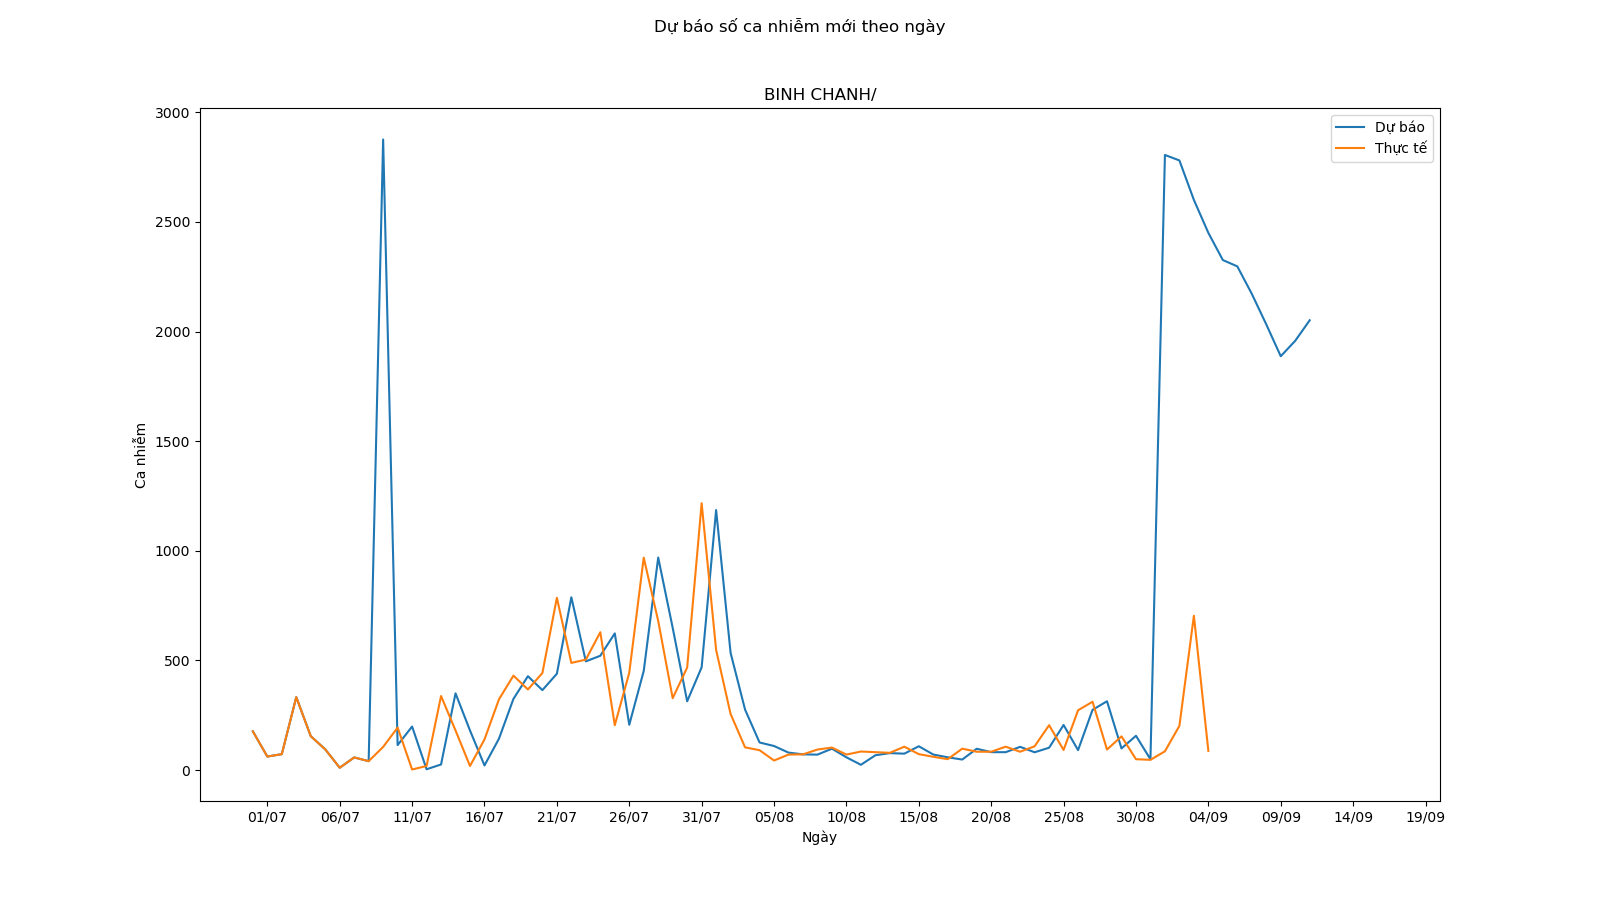 Dự báo số ca nhiễm mới theo ngày
BINH CHANH/
Dự báo
Thực tế
3000
2500
2000
1500
1000
500
0
Ca nhiễm
01/07 06/07 11/07 16/07 21/07 26/07 31/07 05/08 10/08 15/08 20/08 25/08 30/08 04/09 09/09 14/09 19/09
Ngày